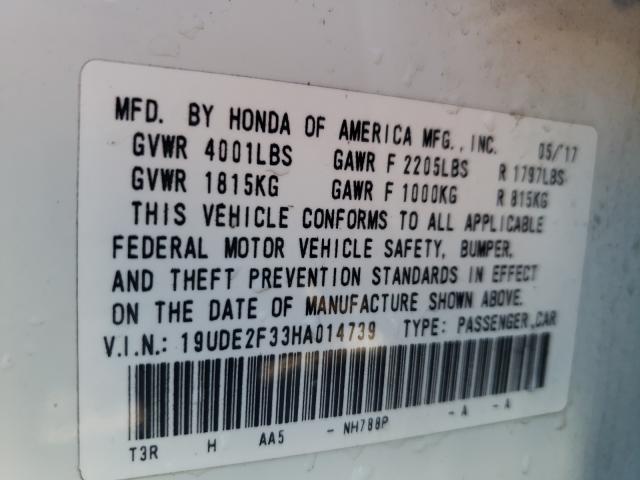 MFD. BY HONDA OF AMERICA MFG., INC. 05/17
GVWR 4001LBS GAWR F 2205LBS R 1797LBS
GVWR 1815KG GAWR F 1000KG R 815KG
THIS VEHICLE CONFORMS TO ALL APPLICABLE
FEDERAL MOTOR VEHICLE SAFETY, BUMPER,
AND THEFT PREVENTION STANDARDS IN EFFECT
ON THE DATE OF MANUFACTURE SHOWN ABOVE.
V.I.N.: 19UDE2F33HA014739 TYPE: PASSENGER CAR
T3R H AA5 - NH788P - A - A